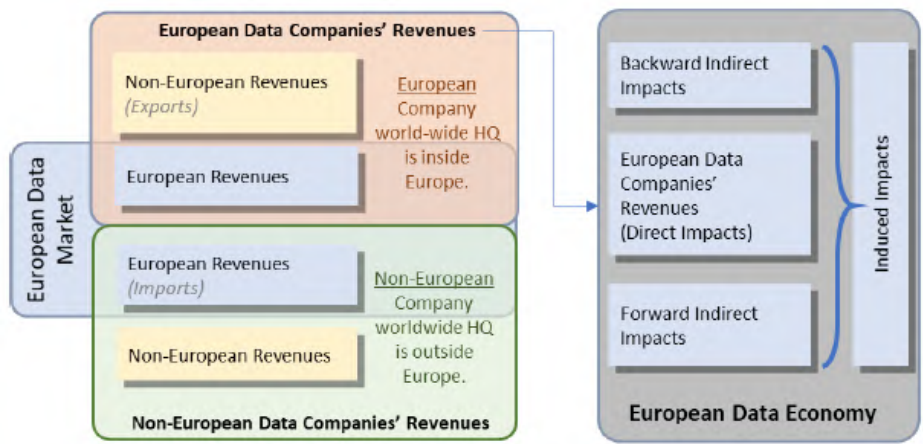 European Data Companies' Revenues
Non-European Revenues
(Exports)
European
Company
world-wide HQ
is inside
Europe.
European Revenues
European Data
Market
European Revenues
(Imports)
Non-European
Company
worldwide HQ
is outside
Europe.
Non-European Revenues
Non-European Data Companies' Revenues
Backward Indirect
Impacts
European Data
Companies'
Revenues
(Direct Impacts)
Forward Indirect
Impacts
Induced Impacts
European Data Economy